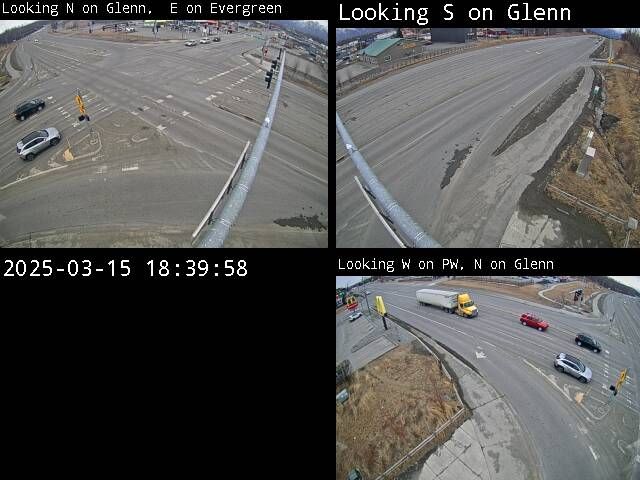 Looking N on Glenn,  E on Evergreen
Looking S on Glenn
2025-03-15 18:39:58
Looking W on PW, N on Glenn